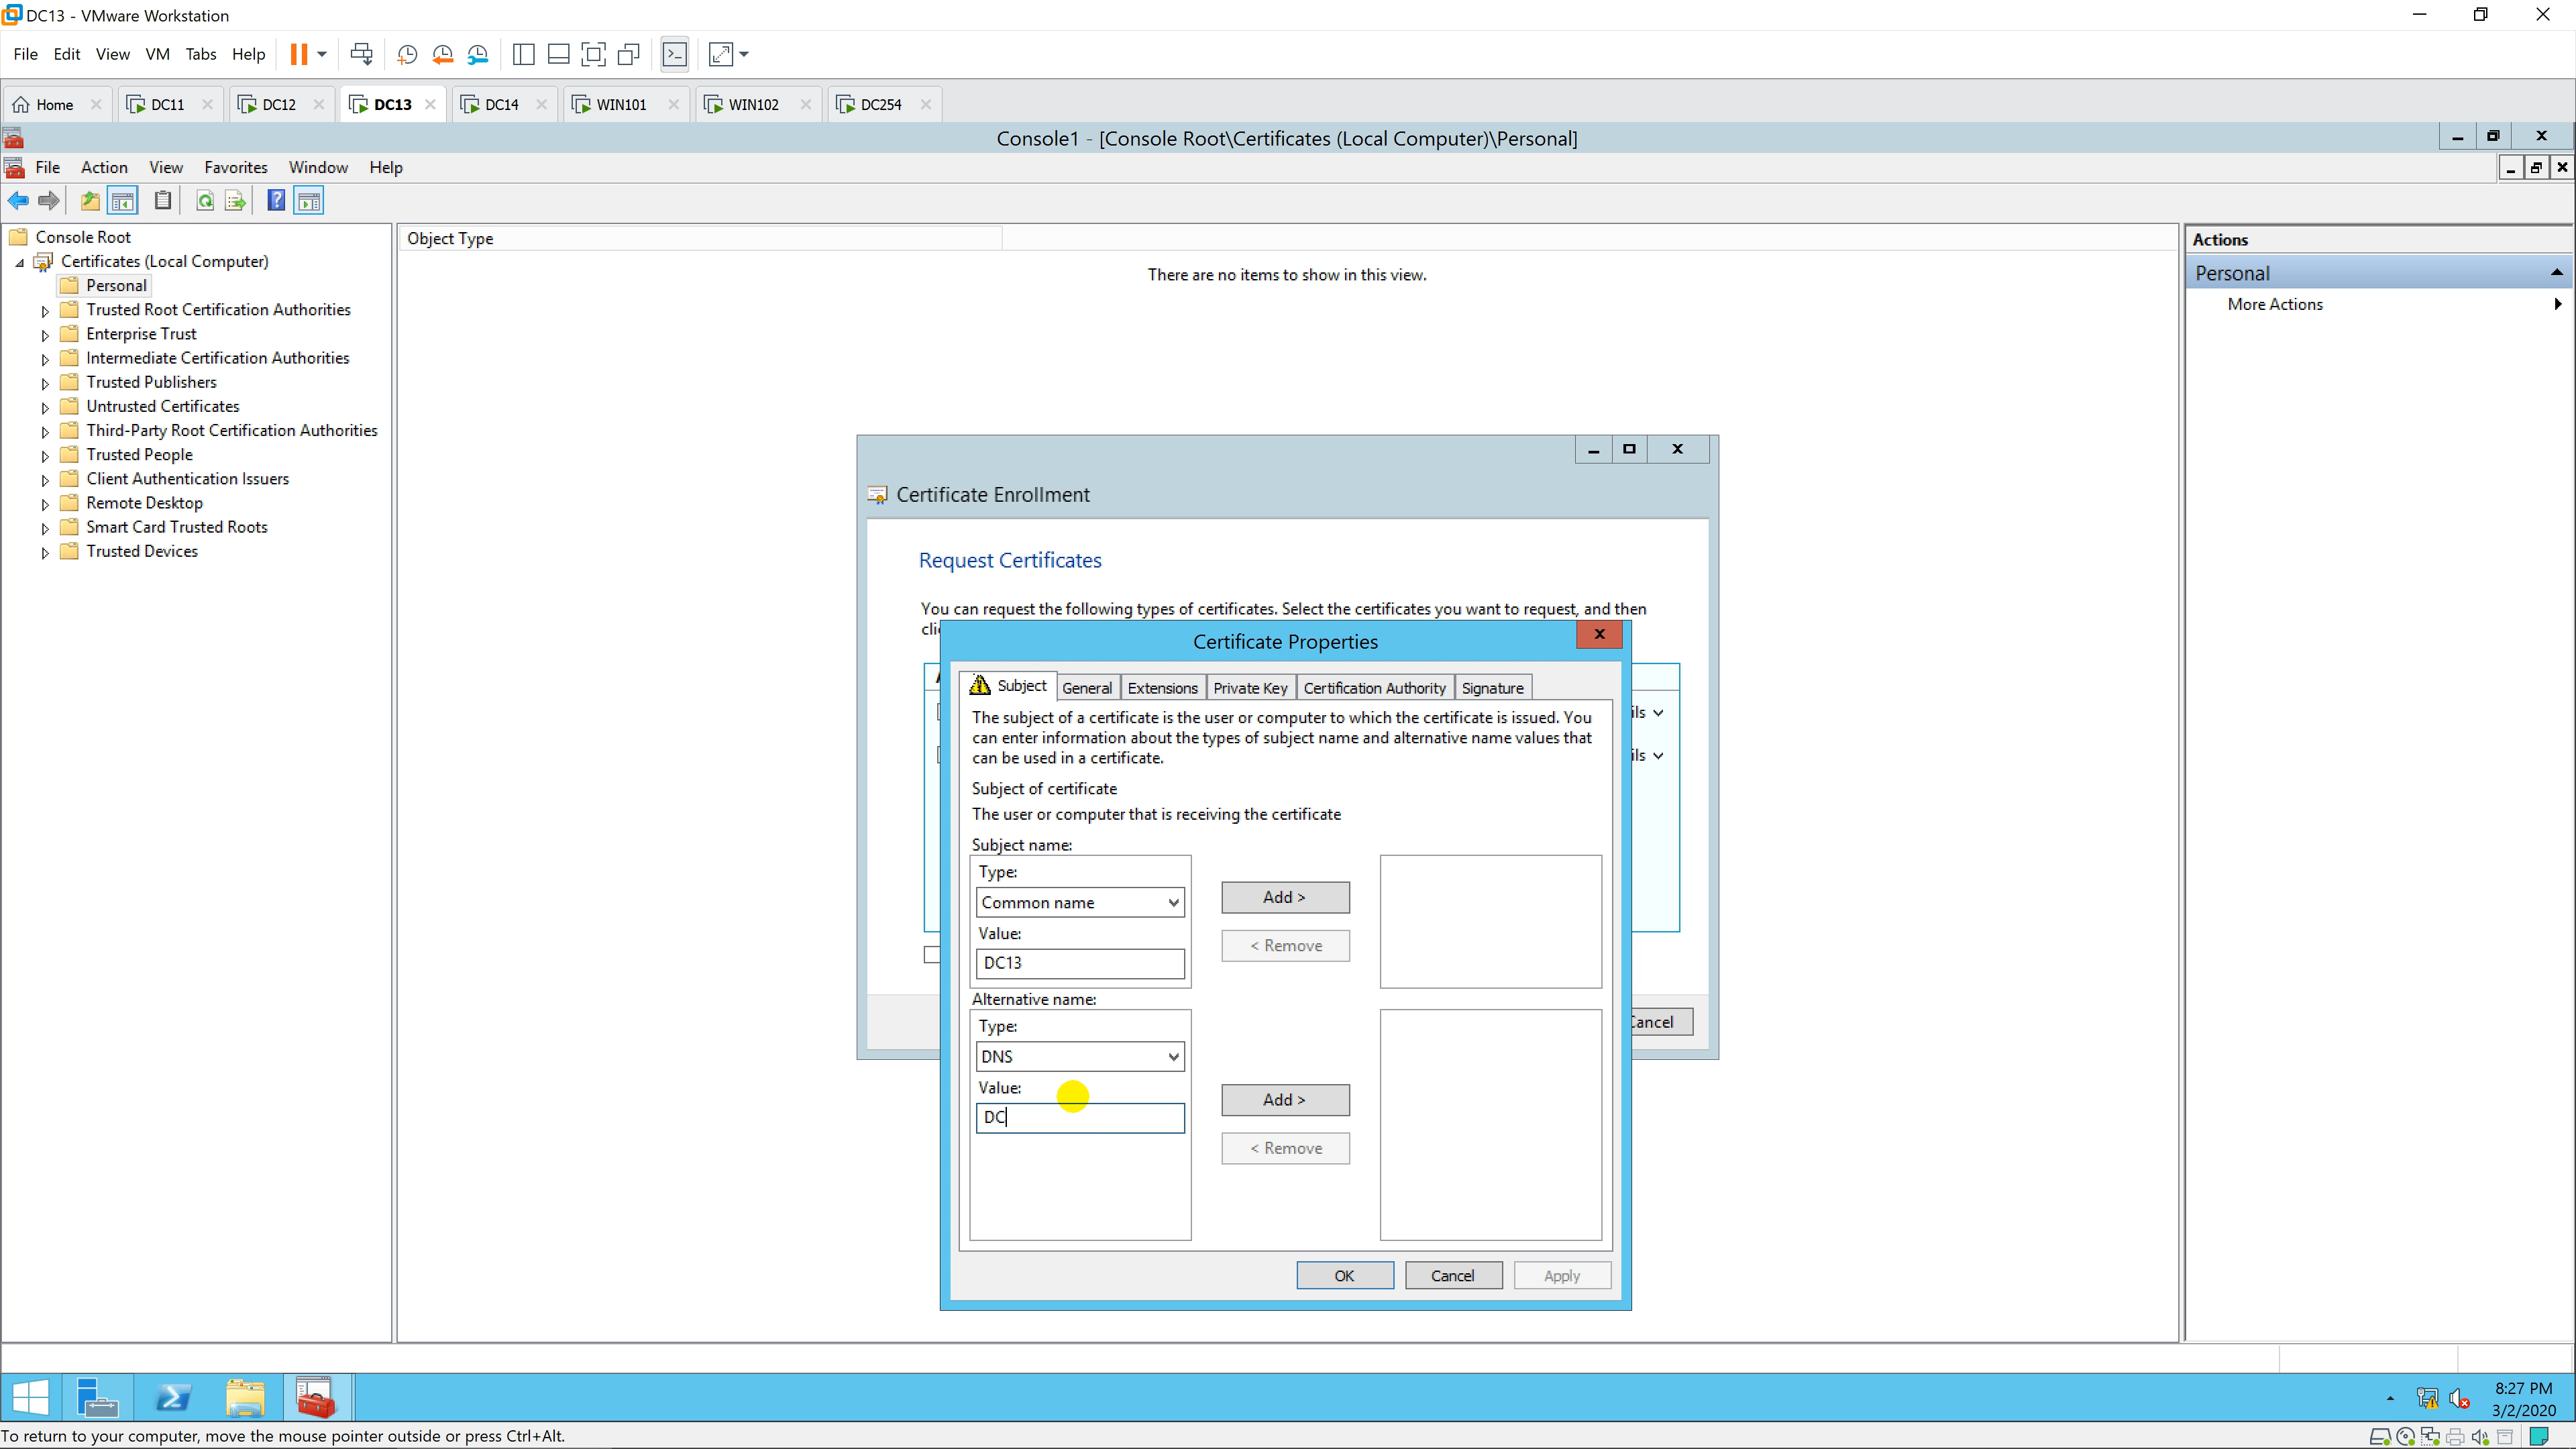 DC13 - VMware Workstation
File Edit View VM Tabs Help
Home DC11 DC12 DC13 DC14 WIN101 WIN102 DC254
Console1 - [Console Root\Certificates (Local Computer)\Personal]
File Action View Favorites Window Help
Console Root
Certificates (Local Computer)
Personal
Trusted Root Certification Authorities
Enterprise Trust
Intermediate Certification Authorities
Trusted Publishers
Untrusted Certificates
Third-Party Root Certification Authorities
Trusted People
Client Authentication Issuers
Remote Desktop
Smart Card Trusted Roots
Trusted Devices
Object Type
There are no items to show in this view.
Actions
Personal
More Actions
Certificate Enrollment
Request Certificates
You can request the following types of certificates. Select the certificates you want to request, and then
Certificate Properties
Subject General Extensions Private Key Certification Authority Signature
The subject of a certificate is the user or computer to which the certificate is issued. You
can enter information about the types of subject name and alternative name values that
can be used in a certificate.
Subject of certificate
The user or computer that is receiving the certificate
Subject name:
Type:
Common name
Add >
Value:
< Remove
DC13
Alternative name:
Type:
DNS
Value:
Add >
DC
< Remove
OK Cancel Apply
Cancel
8:27 PM
3/2/2020
To return to your computer, move the mouse pointer outside or press Ctrl+Alt.